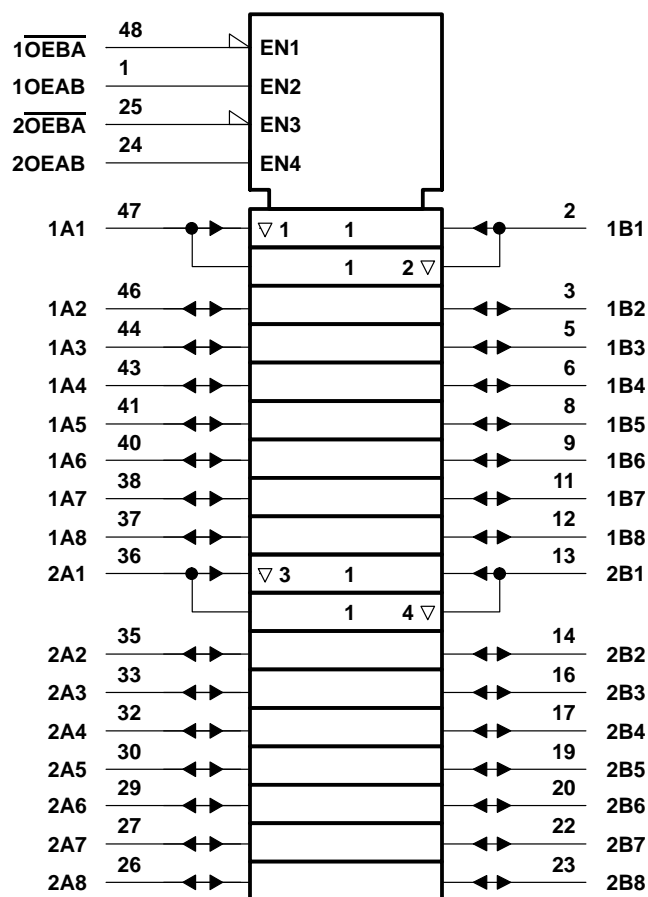 1OEBA 48 EN1
1OEAB 1 EN2
2OEBA 25 EN3
2OEAB 24 EN4
1A1 47 ▽ 1 1 2 1B1
1 2 ▽
1A2 46 3 1B2
1A3 44 5 1B3
1A4 43 6 1B4
1A5 41 8 1B5
1A6 40 9 1B6
1A7 38 11 1B7
1A8 37 12 1B8
2A1 36 ▽ 3 1 13 2B1
1 4 ▽
2A2 35 14 2B2
2A3 33 16 2B3
2A4 32 17 2B4
2A5 30 19 2B5
2A6 29 20 2B6
2A7 27 22 2B7
2A8 26 23 2B8